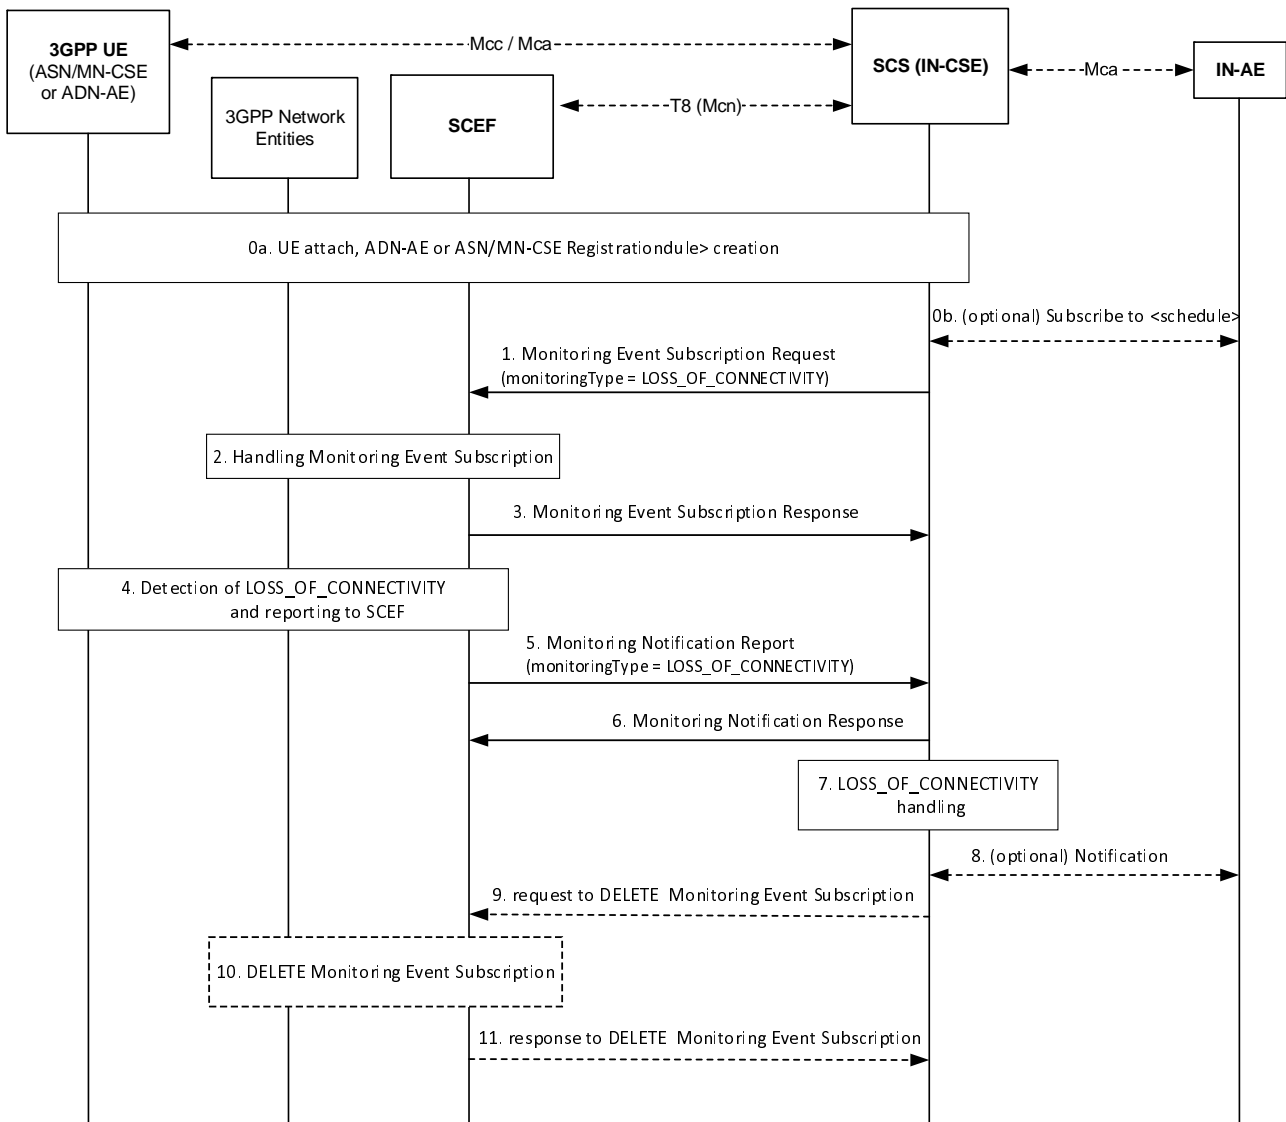 3GPP UE
(ASN/MN-CSE
or ADN-AE)
Mcc / Mca
SCS (IN-CSE)
Mca
IN-AE
3GPP Network
Entities
SCEF
T8 (Mcn)
0a. UE attach, ADN-AE or ASN/MN-CSE Registrationdule> creation
0b. (optional) Subscribe to <schedule>
1. Monitoring Event Subscription Request
(monitoringType = LOSS_OF_CONNECTIVITY)
2. Handling Monitoring Event Subscription
3. Monitoring Event Subscription Response
4. Detection of LOSS_OF_CONNECTIVITY
and reporting to SCEF
5. Monitoring Notification Report
(monitoringType = LOSS_OF_CONNECTIVITY)
6. Monitoring Notification Response
7. LOSS_OF_CONNECTIVITY
handling
8. (optional) Notification
9. request to DELETE Monitoring Event Subscription
10. DELETE Monitoring Event Subscription
11. response to DELETE Monitoring Event Subscription